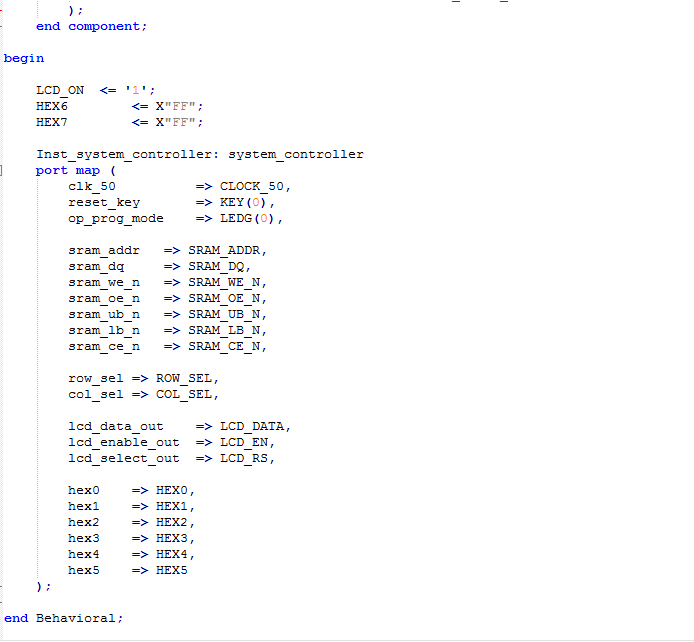 );
end component;
begin
LCD_ON <= '1';
HEX6 <= X"FF";
HEX7 <= X"FF";
Inst_system_controller: system_controller
port map (
clk_50 => CLOCK_50,
reset_key => KEY(0),
op_prog_mode => LEDG(0),
sram_addr => SRAM_ADDR,
sram_dq => SRAM_DQ,
sram_we_n => SRAM_WE_N,
sram_oe_n => SRAM_OE_N,
sram_ub_n => SRAM_UB_N,
sram_lb_n => SRAM_LB_N,
sram_ce_n => SRAM_CE_N,
row_sel => ROW_SEL,
col_sel => COL_SEL,
lcd_data_out => LCD_DATA,
lcd_enable_out => LCD_EN,
lcd_select_out => LCD_RS,
hex0 => HEX0,
hex1 => HEX1,
hex2 => HEX2,
hex3 => HEX3,
hex4 => HEX4,
hex5 => HEX5
);
end Behavioral;